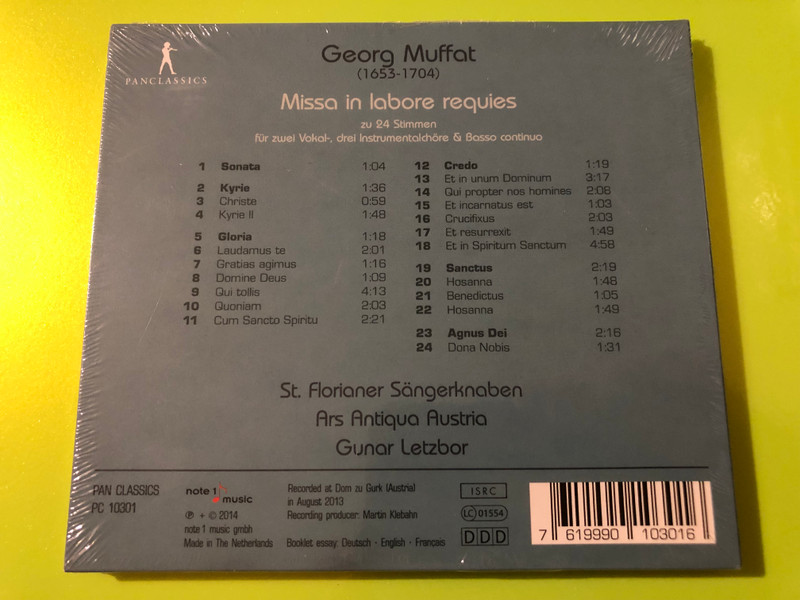 PANCLASSICS
Georg Muffat
(1653-1704)
Missa in labore requies
zu 24 Stimmen
für zwei Vokal-, drei Instrumentalchöre & Basso continuo
1 Sonata 1:04
2 Kyrie 1:36
3 Christe 0:59
4 Kyrie II 1:48
5 Gloria 1:18
6 Laudamus te 2:01
7 Gratias agimus 1:16
8 Domine Deus 1:09
9 Qui tollis 4:13
10 Quoniam 2:03
11 Cum Sancto Spiritu 2:21
12 Credo 1:19
13 Et in unum Dominum 3:17
14 Qui propter nos homines 2:08
15 Et incarnatus est 1:03
16 Crucifixus 2:03
17 Et resurrexit 1:49
18 Et in Spiritum Sanctum 4:58
19 Sanctus 2:19
20 Hosanna 1:48
21 Benedictus 1:05
22 Hosanna 1:49
23 Agnus Dei 2:16
24 Dona Nobis 1:31
St. Florianer Sängerknaben
Ars Antiqua Austria
Gunar Letzbor
PAN CLASSICS
PC 10301
note 1 music
℗ + © 2014
note 1 music gmbh
Made in The Netherlands
Recorded at Dom zu Gurk (Austria)
in August 2013
Recording producer: Martin Klebahn
Booklet essay: Deutsch · English · Francais
ISRC
LC 01554
DDD
7 619990 103016